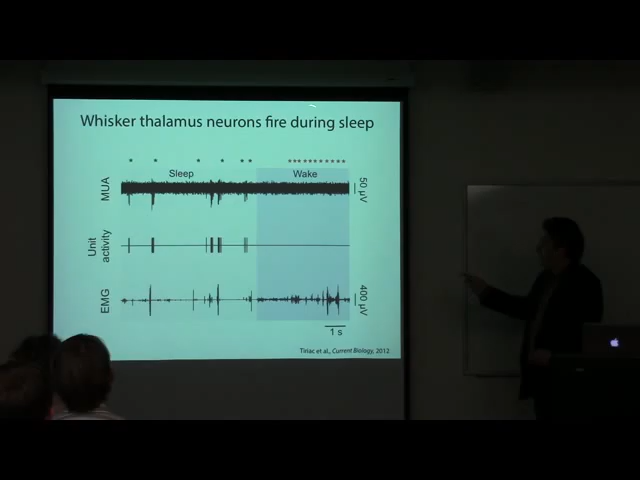 Whisker thalamus neurons fire during sleep
* * * * * * *************
Sleep Wake
MUA
50 μV
Unit
activity
EMG
400 μV
1 s
Tiriac et al., Current Biology, 2012